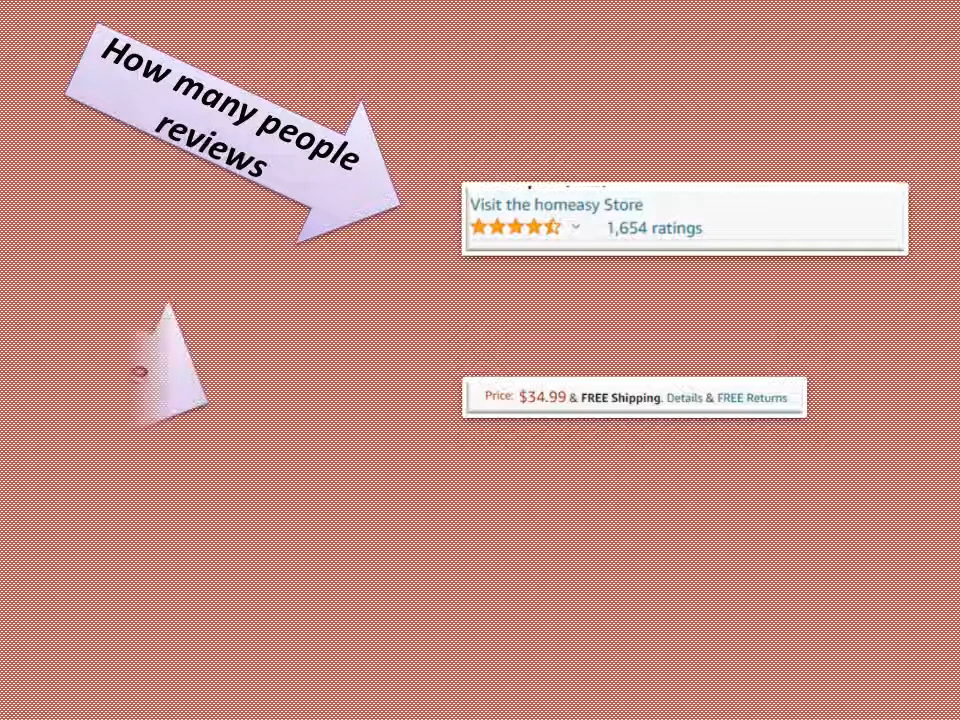 How many people
reviews
Visit the homeasy Store
1,654 ratings
Price: $34.99 & FREE Shipping. Details & FREE Returns